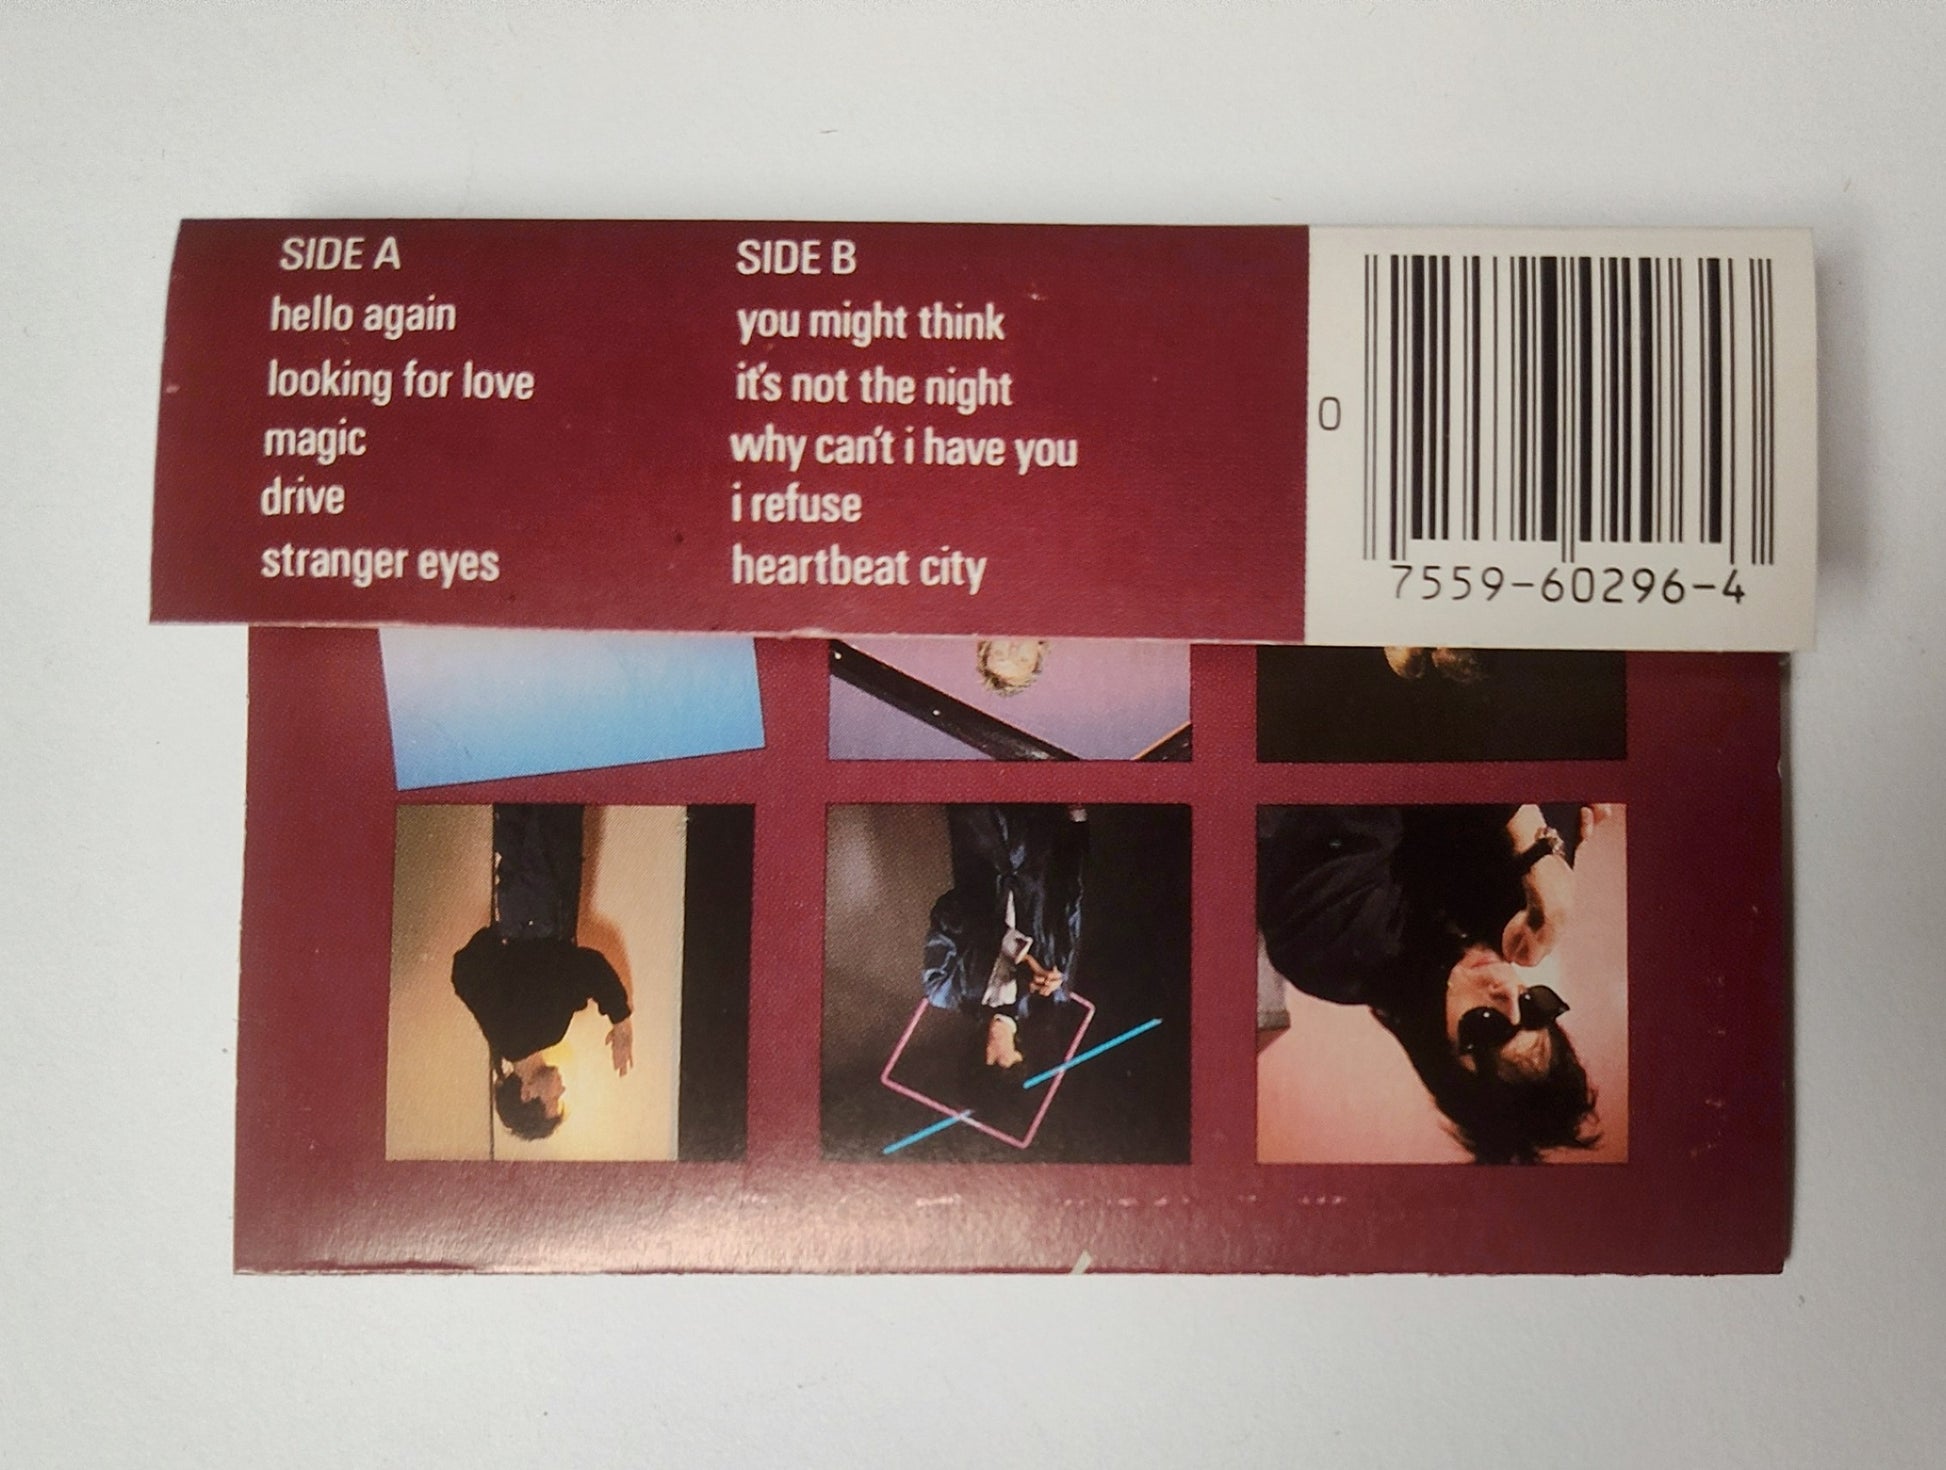 SIDE A
hello again
looking for love
magic
drive
stranger eyes
SIDE B
you might think
it's not the night
why can't i have you
i refuse
heartbeat city
0
7559-60296-4